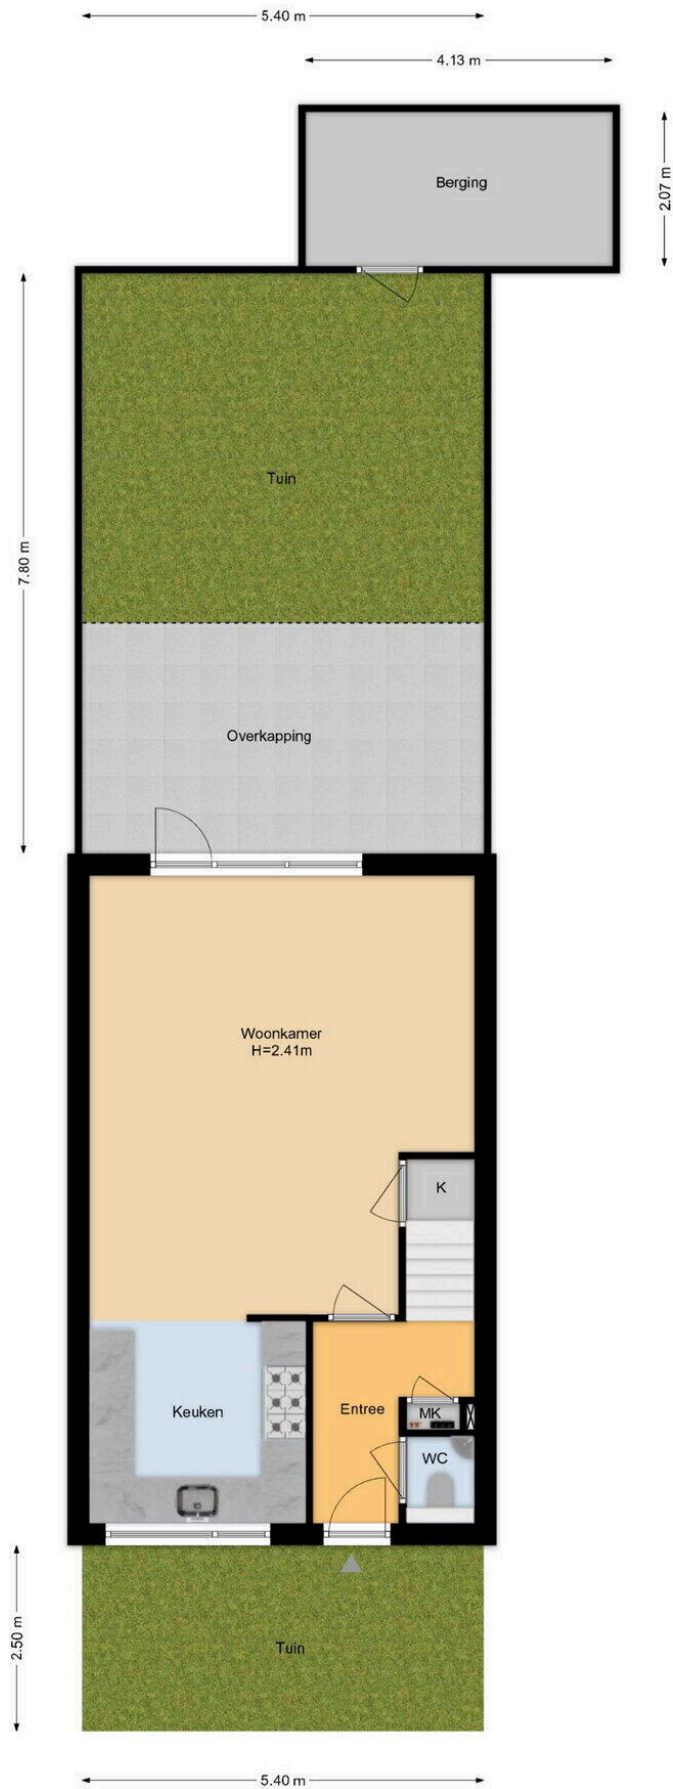 5.40 m
4.13 m
Berging
2.07 m
Tuin
7.80 m
Overkapping
Woonkamer
H=2.41m
K
Keuken
Entree
MK
WC
Tuin
2.50 m
5.40 m